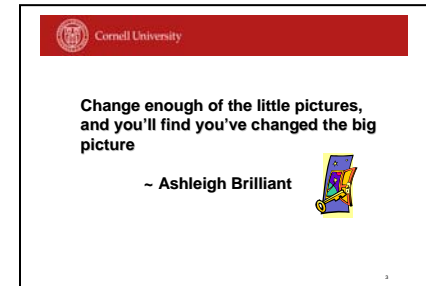 Cornell University
Change enough of the little pictures,
and you'll find you've changed the big
picture
~ Ashleigh Brilliant
3